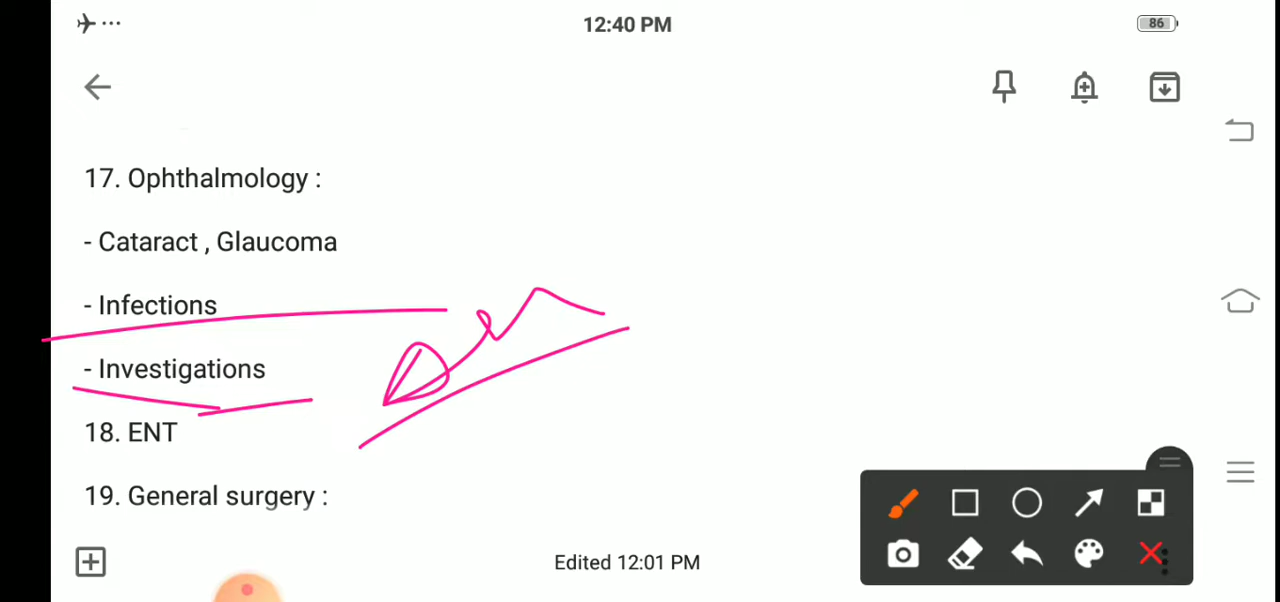 12:40 PM
86
17. Ophthalmology :
- Cataract , Glaucoma
- Infections
- Investigations
18. ENT
19. General surgery :
Edited 12:01 PM